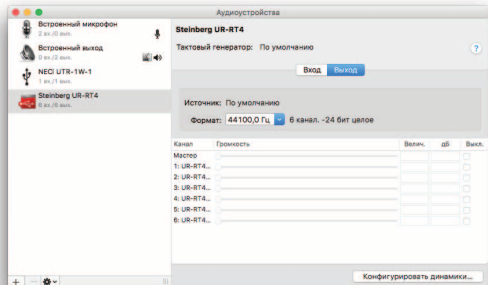 Аудиоустройства
Встроенный микрофон
2 вх./0 вых.
Встроенный выход
0 вх./2 вых.
NECI UTR-1W-1
1 вх./1 вых.
Steinberg UR-RT4
6 вх./6 вых.
Steinberg UR-RT4
Тактовый генератор: По умолчанию
?
Вход Выход
Источник: По умолчанию
Формат: 44100,0 Гц 6 канал. -24 бит целое
Канал Громкость Велич. дБ Выкл.
Мастер
1: UR-RT4...
2: UR-RT4...
3: UR-RT4...
4: UR-RT4...
5: UR-RT4...
6: UR-RT4...
+ −
Конфигурировать динамики...